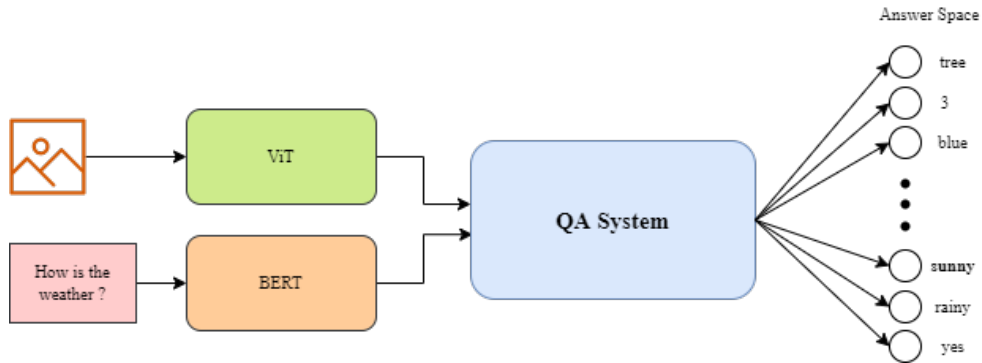 Answer Space
tree
3
blue
ViT
QA System
How is the
weather ?
BERT
sunny
rainy
yes